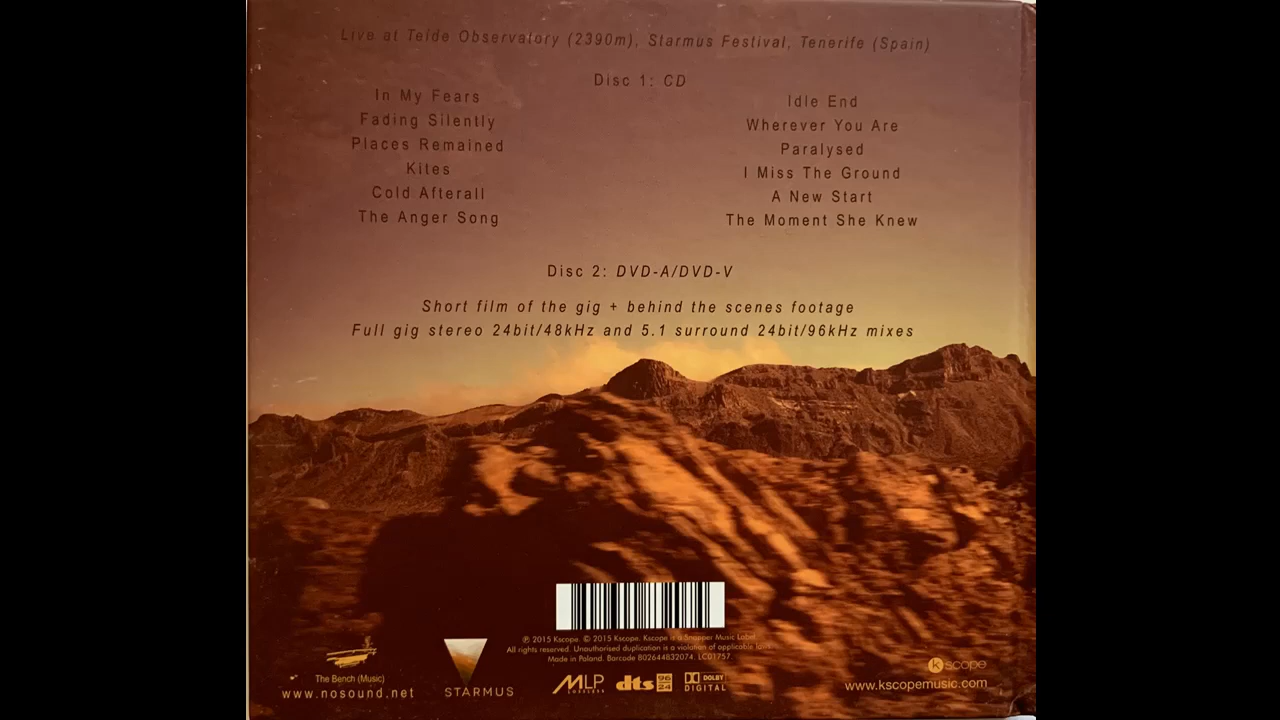 Live at Teide Observatory (2390m), Starmus Festival, Tenerife (Spain)
Disc 1: CD
In My Fears
Fading Silently
Places Remained
Kites
Cold Afterall
The Anger Song
Idle End
Wherever You Are
Paralysed
I Miss The Ground
A New Start
The Moment She Knew
Disc 2: DVD-A/DVD-V
Short film of the gig + behind the scenes footage
Full gig stereo 24bit/48kHz and 5.1 surround 24bit/96kHz mixes
℗ 2015 Kscope. © 2015 Kscope. Kscope is a Snapper Music Label.
All rights reserved. Unauthorised duplication is a violation of applicable laws.
Made in Poland. Barcode 802644832074. LC01757.
The Bench (Music)
www.nosound.net
STARMUS
MLP
LOSSLESS
dts 96 24
DOLBY
DIGITAL
kscope
www.kscopemusic.com